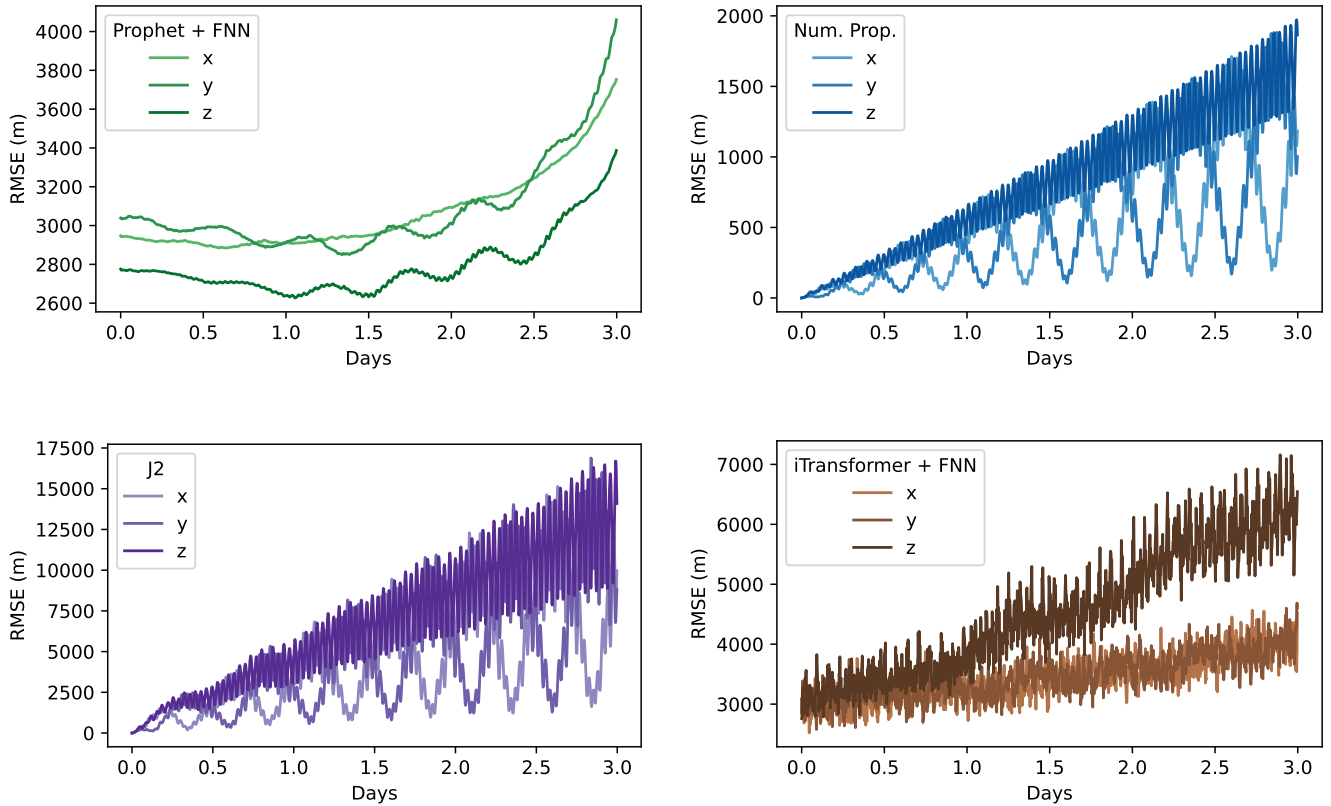 Prophet + FNN
x
y
z
4000
3800
3600
3400
3200
3000
2800
2600
RMSE (m)
0.0 0.5 1.0 1.5 2.0 2.5 3.0
Days
Num. Prop.
x
y
z
2000
1500
1000
500
0
RMSE (m)
0.0 0.5 1.0 1.5 2.0 2.5 3.0
Days
J2
x
y
z
17500
15000
12500
10000
7500
5000
2500
0
RMSE (m)
0.0 0.5 1.0 1.5 2.0 2.5 3.0
Days
iTransformer + FNN
x
y
z
7000
6000
5000
4000
3000
RMSE (m)
0.0 0.5 1.0 1.5 2.0 2.5 3.0
Days